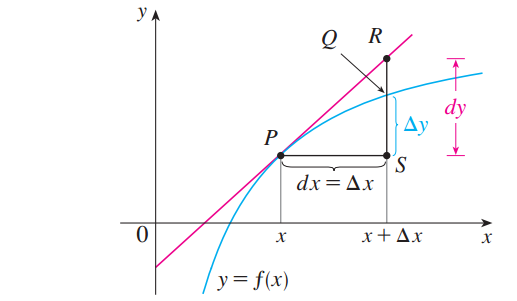 y
Q R
dy
Δy
P
S
dx = Δx
0 x x + Δx x
y = f(x)